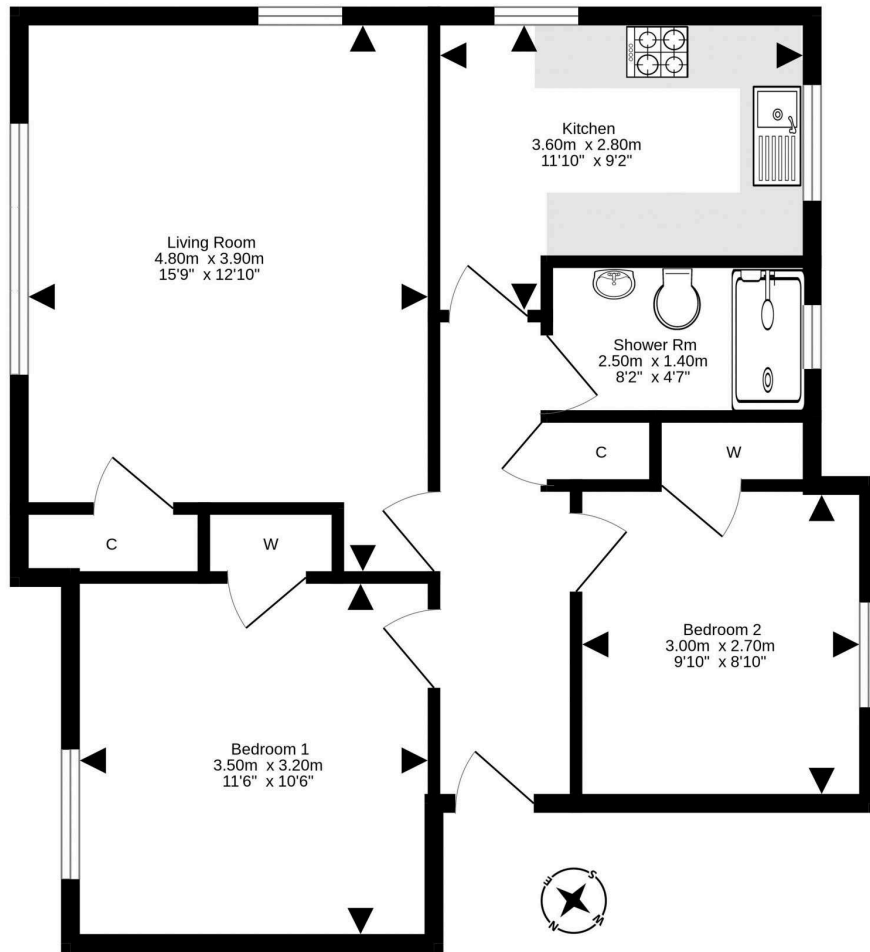 Living Room
4.80m x 3.90m
15'9" x 12'10"
Kitchen
3.60m x 2.80m
11'10" x 9'2"
Shower Rm
2.50m x 1.40m
8'2" x 4'7"
C
W
C
W
Bedroom 1
3.50m x 3.20m
11'6" x 10'6"
Bedroom 2
3.00m x 2.70m
9'10" x 8'10"
E
S
N
W